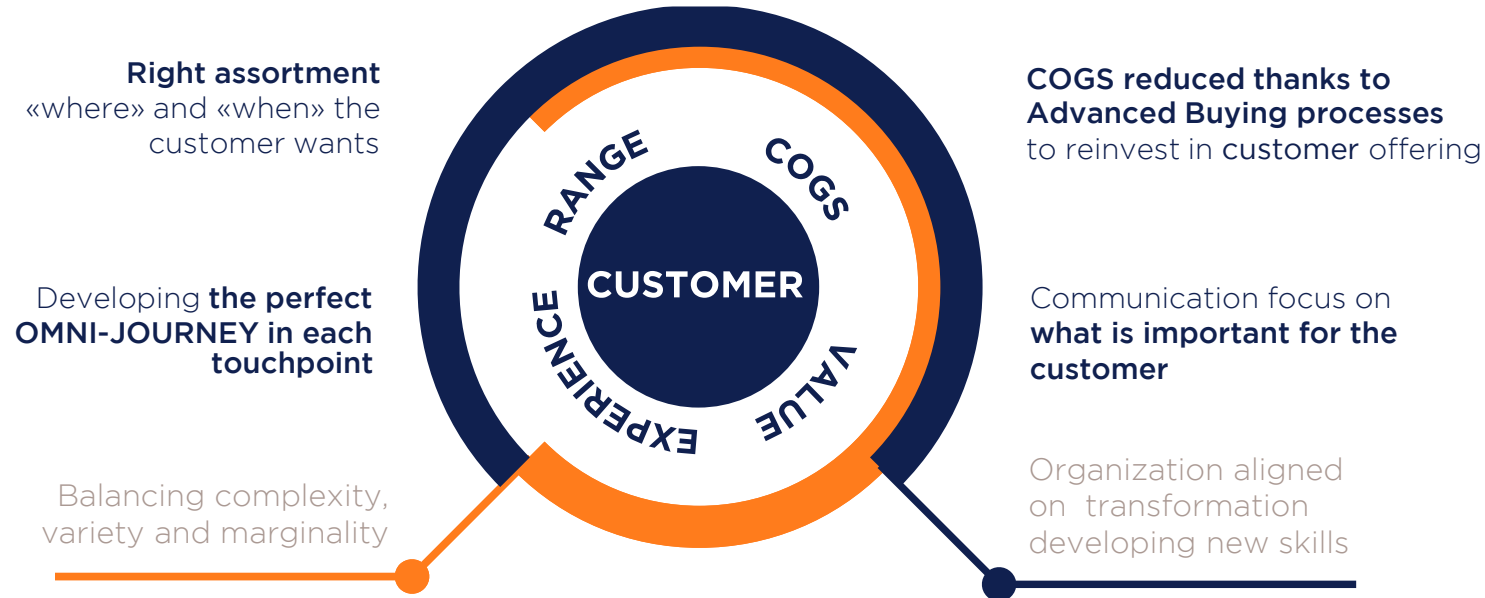 Right assortment
«where» and «when» the
customer wants
Developing the perfect
OMNI-JOURNEY in each
touchpoint
Balancing complexity,
variety and marginality
RANGE
COGS
CUSTOMER
EXPERIENCE
VALUE
COGS reduced thanks to
Advanced Buying processes
to reinvest in customer offering
Communication focus on
what is important for the
customer
Organization aligned
on transformation
developing new skills